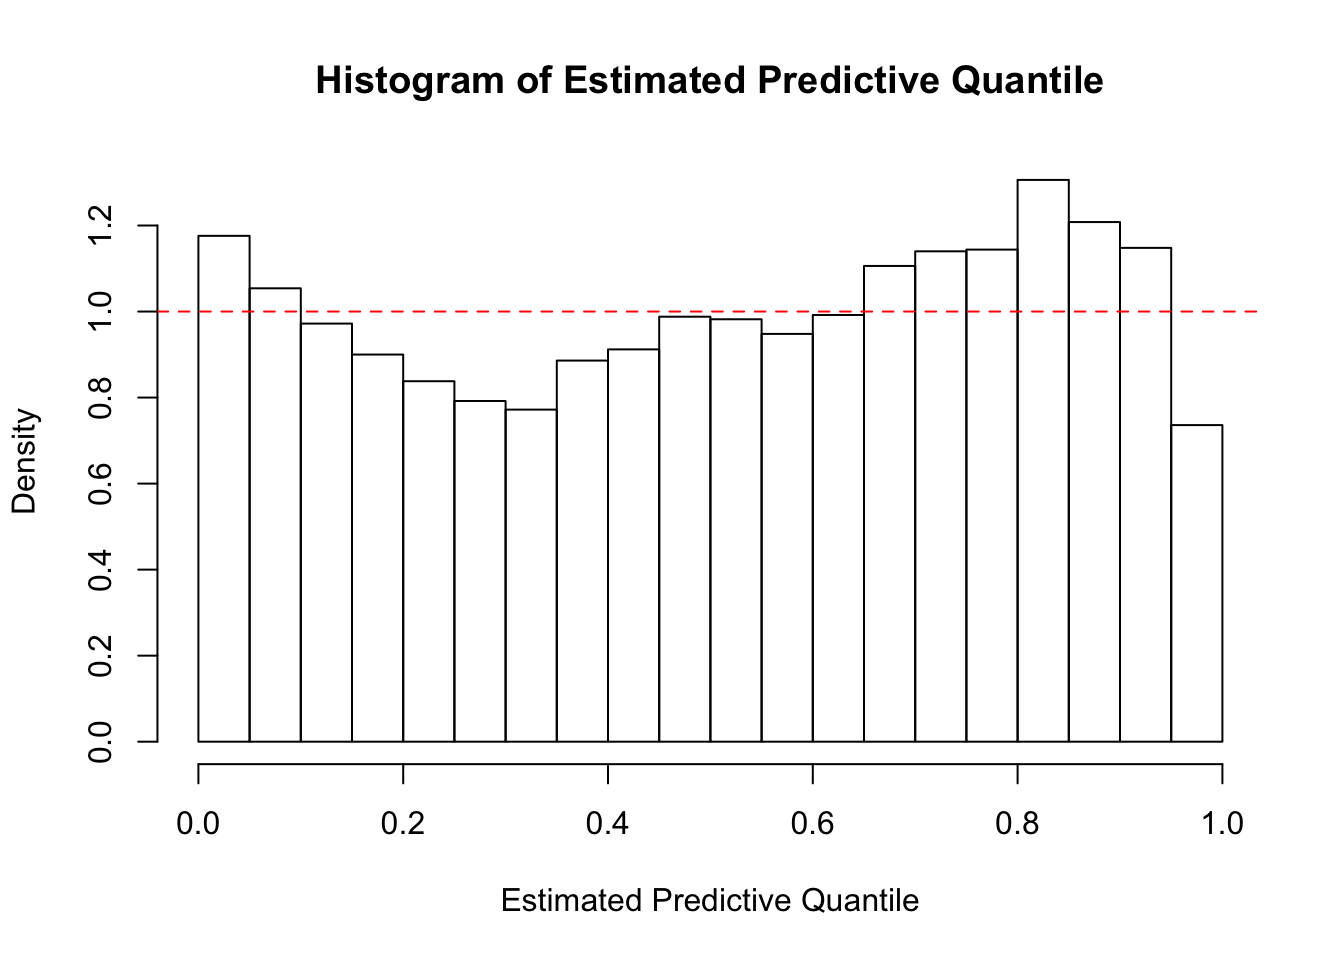 Histogram of Estimated Predictive Quantile
Density
1.2
1.0
0.8
0.6
0.4
0.2
0.0
0.0 0.2 0.4 0.6 0.8 1.0
Estimated Predictive Quantile